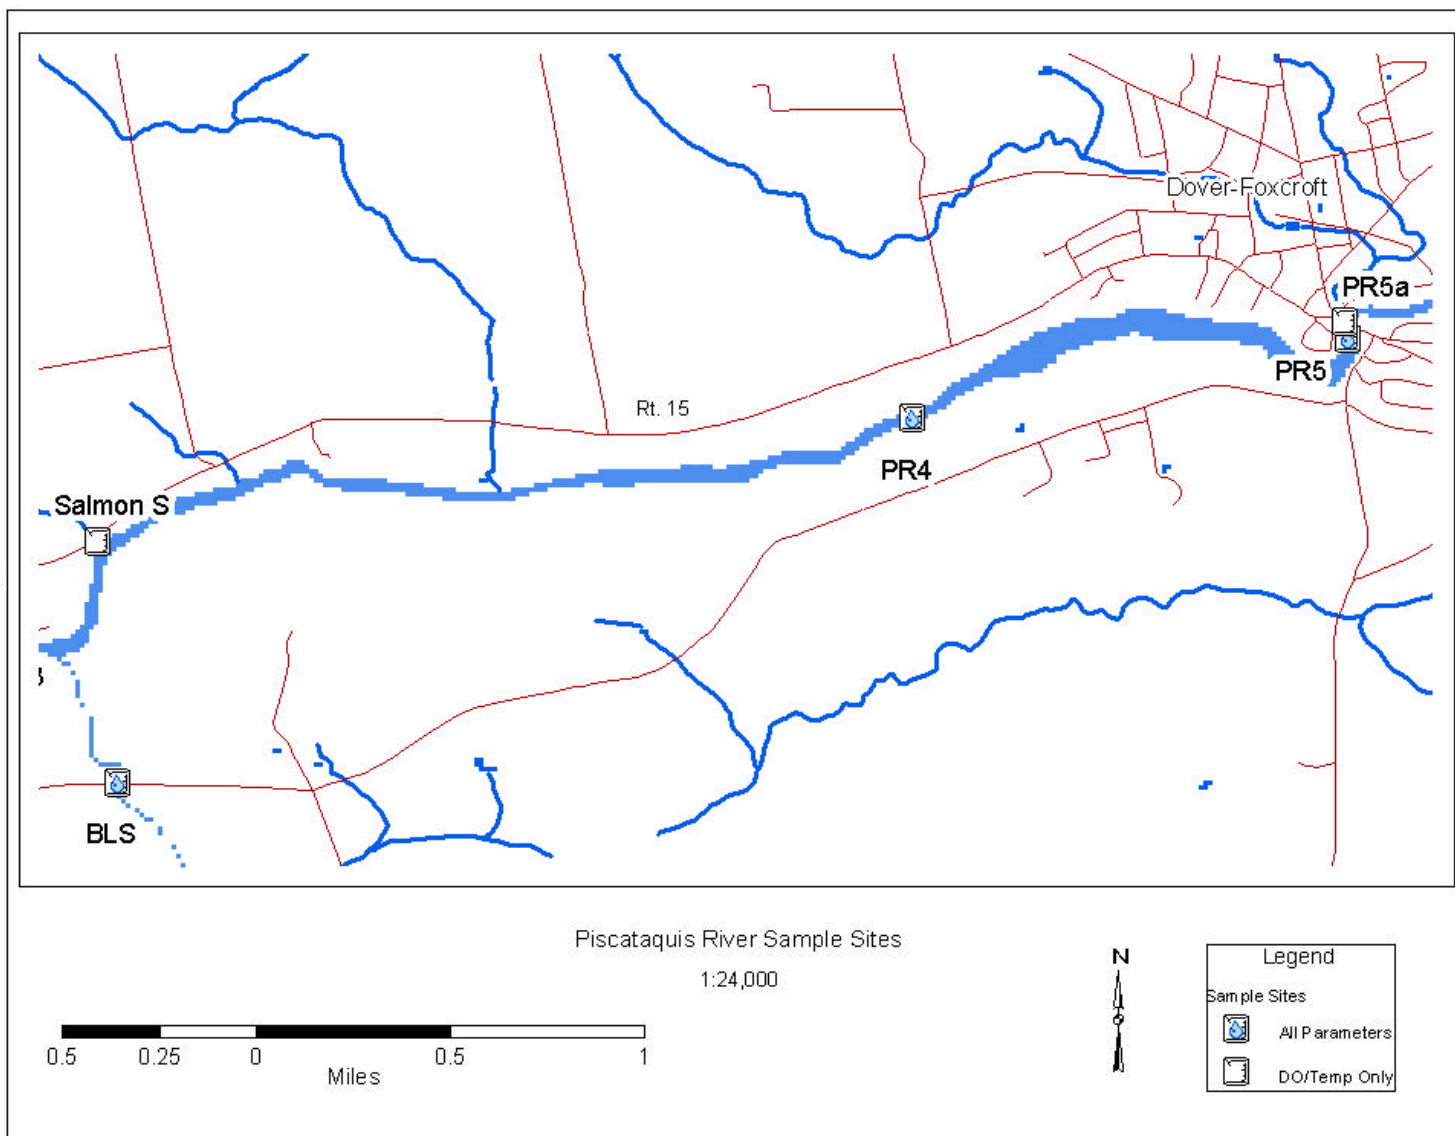 Dover-Foxcroft
PR5a
PR5
Rt. 15
PR4
Salmon S
BLS
Piscataquis River Sample Sites
1:24,000
0.5 0.25 0 0.5 1
Miles
N
Legend
Sample Sites
All Parameters
DO/Temp Only